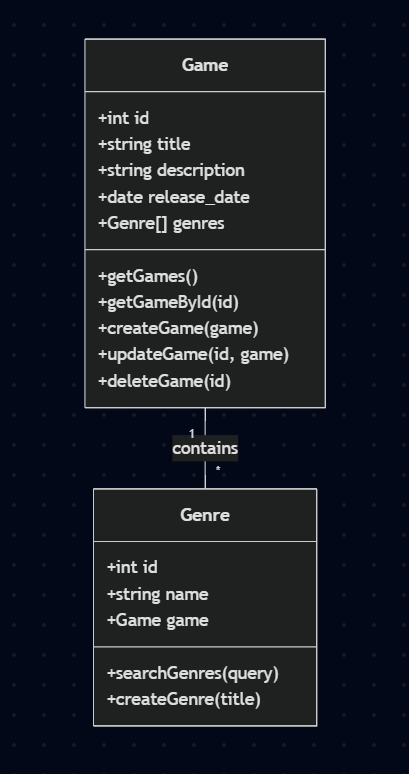 Game
+int id
+string title
+string description
+date release_date
+Genre[] genres
+getGames()
+getGameById(id)
+createGame(game)
+updateGame(id, game)
+deleteGame(id)
1
contains
*
Genre
+int id
+string name
+Game game
+searchGenres(query)
+createGenre(title)